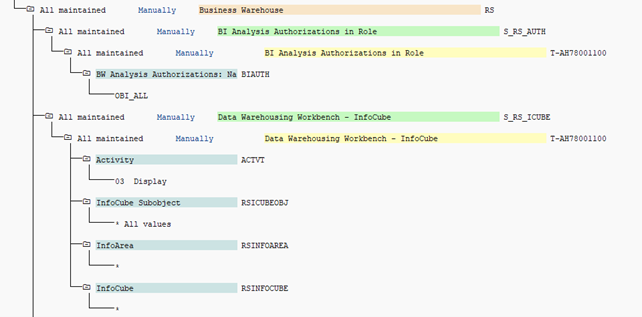 All maintained Manually Business Warehouse RS
All maintained Manually BI Analysis Authorizations in Role S_RS_AUTH
All maintained Manually BI Analysis Authorizations in Role T-AH78001100
BW Analysis Authorizations: Na BIAUTH
OBI_ALL
All maintained Manually Data Warehousing Workbench - InfoCube S_RS_ICUBE
All maintained Manually Data Warehousing Workbench - InfoCube T-AH78001100
Activity ACTVT
03 Display
InfoCube Subobject RSICUBEOBJ
* All values
InfoArea RSINFOAREA
*
InfoCube RSINFOCUBE
*